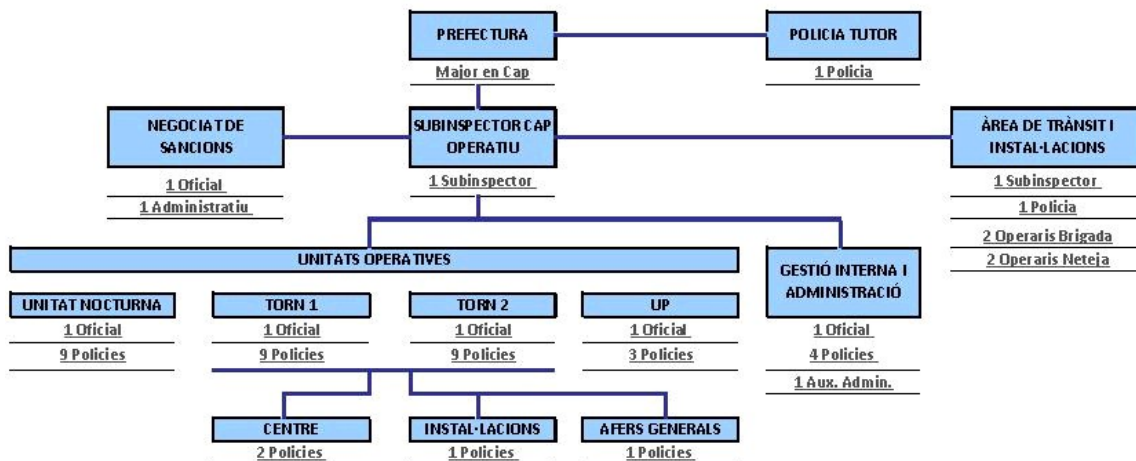 PREFECTURA
POLICIA TUTOR
Major en Cap
1 Policia
NEGOCIAT DE
SANCIONS
SUBINSPECTOR CAP
OPERATIU
ÀREA DE TRÀNSIT I
INSTAL·LACIONS
1 Oficial
1 Administratiu
1 Subinspector
1 Subinspector
1 Policia
2 Operaris Brigada
2 Operaris Neteja
UNITATS OPERATIVES
GESTIÓ INTERNA I
ADMINISTRACIÓ
UNITAT NOCTURNA
TORN 1
TORN 2
UP
1 Oficial
1 Oficial
1 Oficial
1 Oficial
1 Oficial
9 Policies
9 Policies
9 Policies
3 Policies
4 Policies
1 Aux. Admin.
CENTRE
INSTAL·LACIONS
AFERS GENERALS
2 Policies
1 Policies
1 Policies